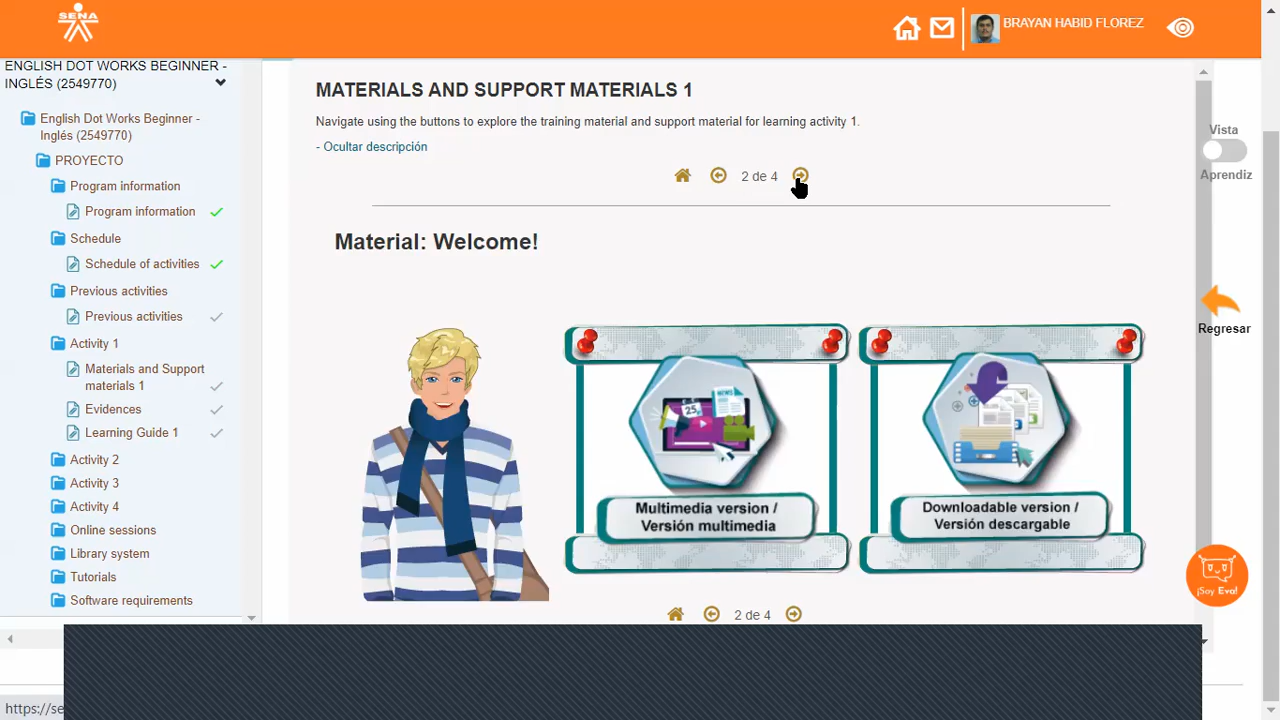 SENA
BRAYAN HABID FLOREZ
ENGLISH DOT WORKS BEGINNER -
INGLÉS (2549770)
English Dot Works Beginner -
Inglés (2549770)
PROYECTO
Program information
Program information
Schedule
Schedule of activities
Previous activities
Previous activities
Activity 1
Materials and Support
materials 1
Evidences
Learning Guide 1
Activity 2
Activity 3
Activity 4
Online sessions
Library system
Tutorials
Software requirements
https://se
MATERIALS AND SUPPORT MATERIALS 1
Navigate using the buttons to explore the training material and support material for learning activity 1.
- Ocultar descripción
2 de 4
Material: Welcome!
NEWS
25
Multimedia version /
Versión multimedia
Downloadable version /
Versión descargable
2 de 4
Vista
Aprendiz
Regresar
¡Soy Eva!